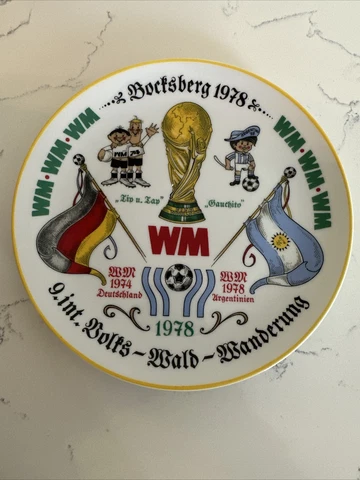 Bocksberg 1978
WM·WM·WM
WM·WM·WM
WM
„Tip u. Tap"
„Gauchito"
WM
WM
1974
Deutschland
WM
1978
Argentinien
1978
9. int. Volks-Wald-Wanderung